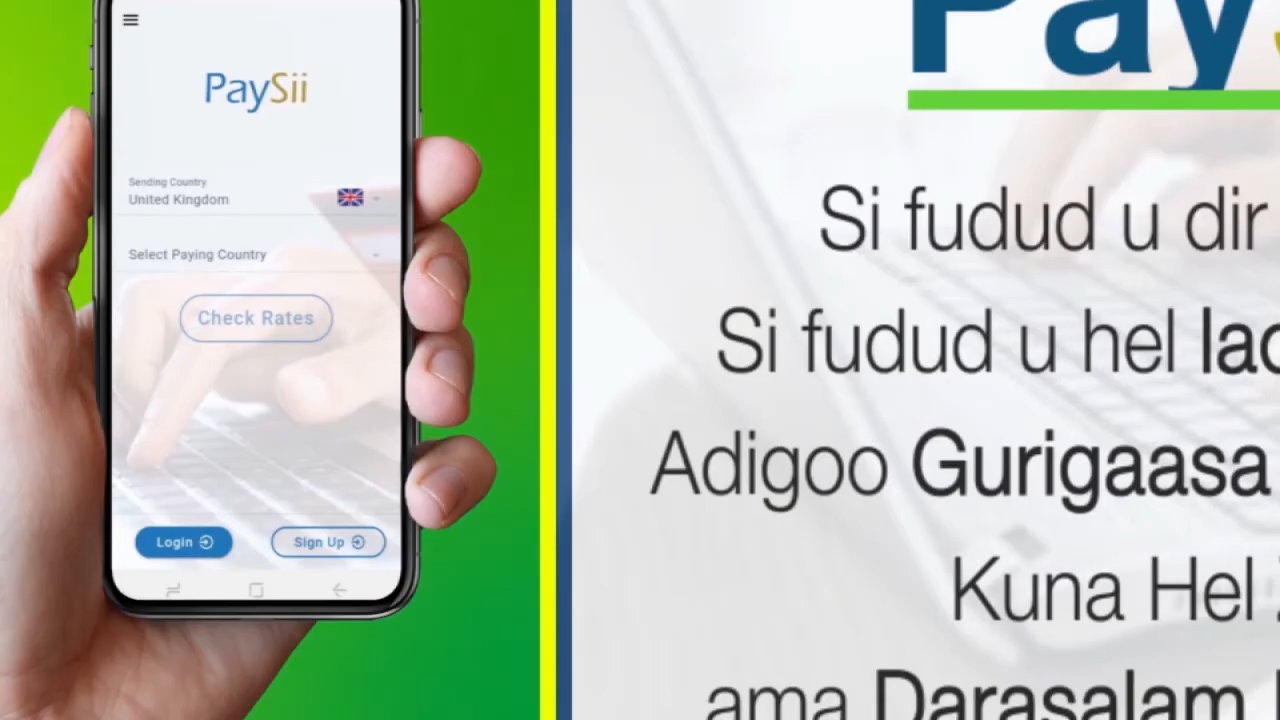 PaySii
Sending Country
United Kingdom
Select Paying Country
Check Rates
Login
Sign Up
Pay
Si fudud u dir
Si fudud u hel
Adigoo Gurigaasa
Kuna Hel
ama Darasalam